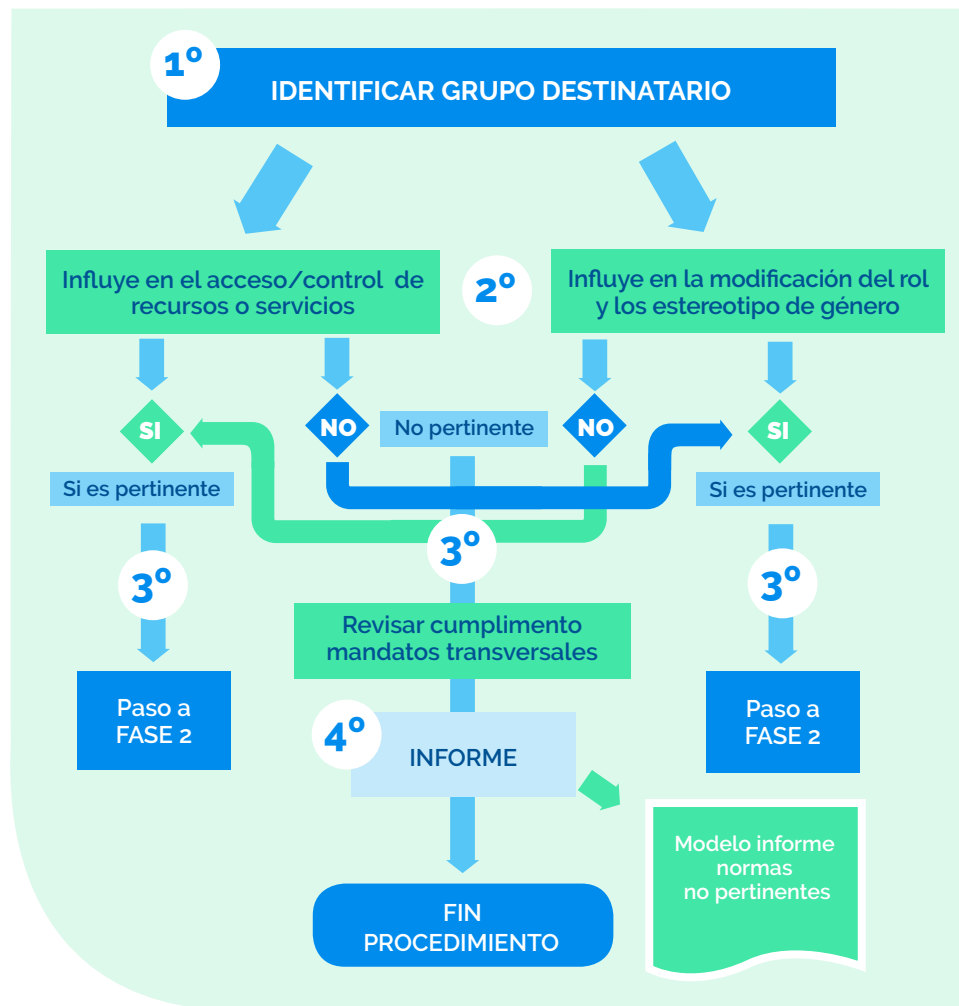 1º
IDENTIFICAR GRUPO DESTINATARIO
Influye en el acceso/control de
recursos o servicios
2º
Influye en la modificación del rol
y los estereotipo de género
SI
NO
No pertinente
NO
SI
Si es pertinente
Si es pertinente
3º
3º
3º
Revisar cumplimento
mandatos transversales
Paso a
FASE 2
Paso a
FASE 2
4º
INFORME
Modelo informe
normas
no pertinentes
FIN
PROCEDIMIENTO